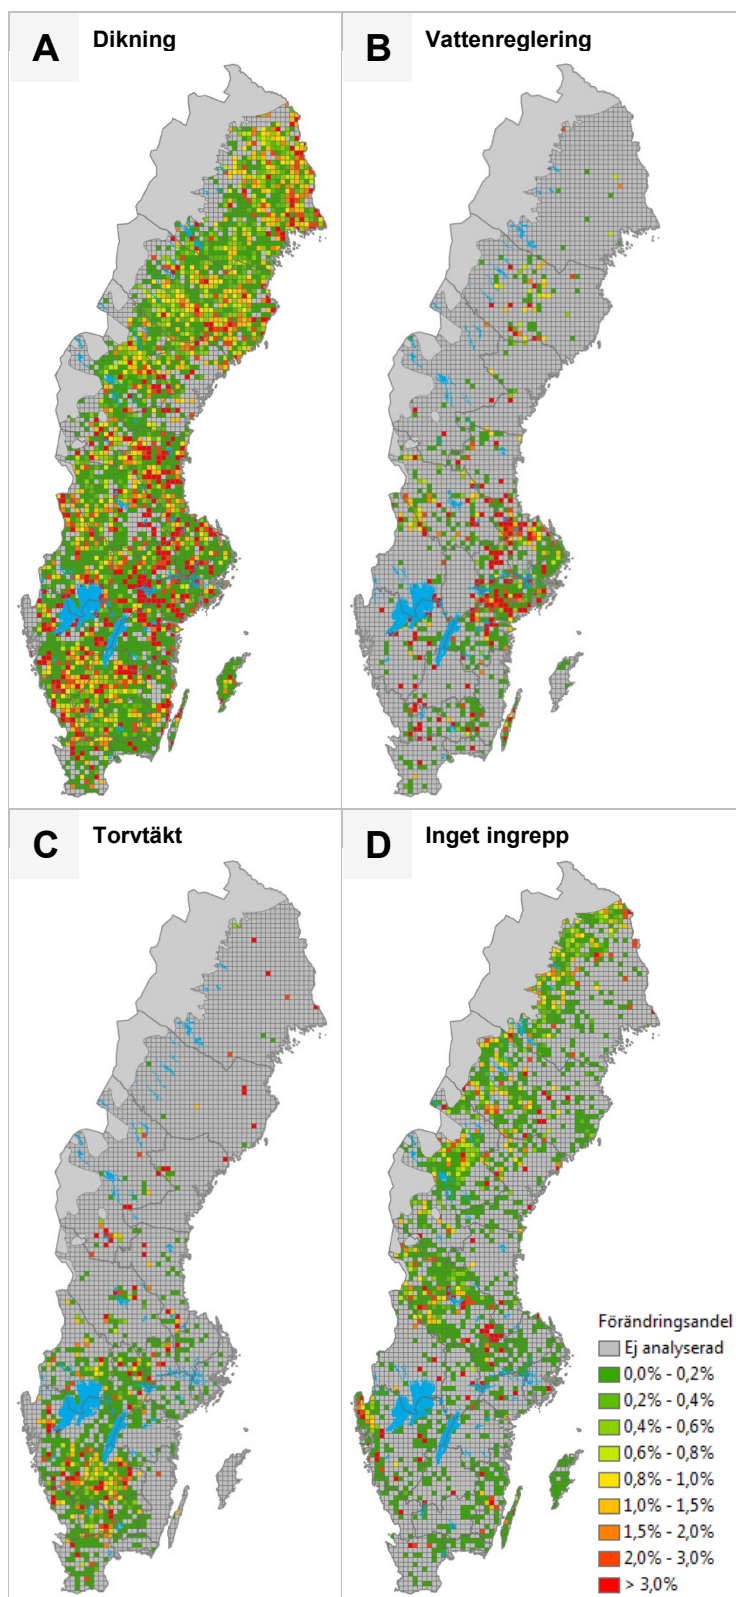 A Dikning
B Vattenreglering
C Torvtäkt
D Inget ingrepp
Förändringsandel
Ej analyserad
0,0% - 0,2%
0,2% - 0,4%
0,4% - 0,6%
0,6% - 0,8%
0,8% - 1,0%
1,0% - 1,5%
1,5% - 2,0%
2,0% - 3,0%
> 3,0%